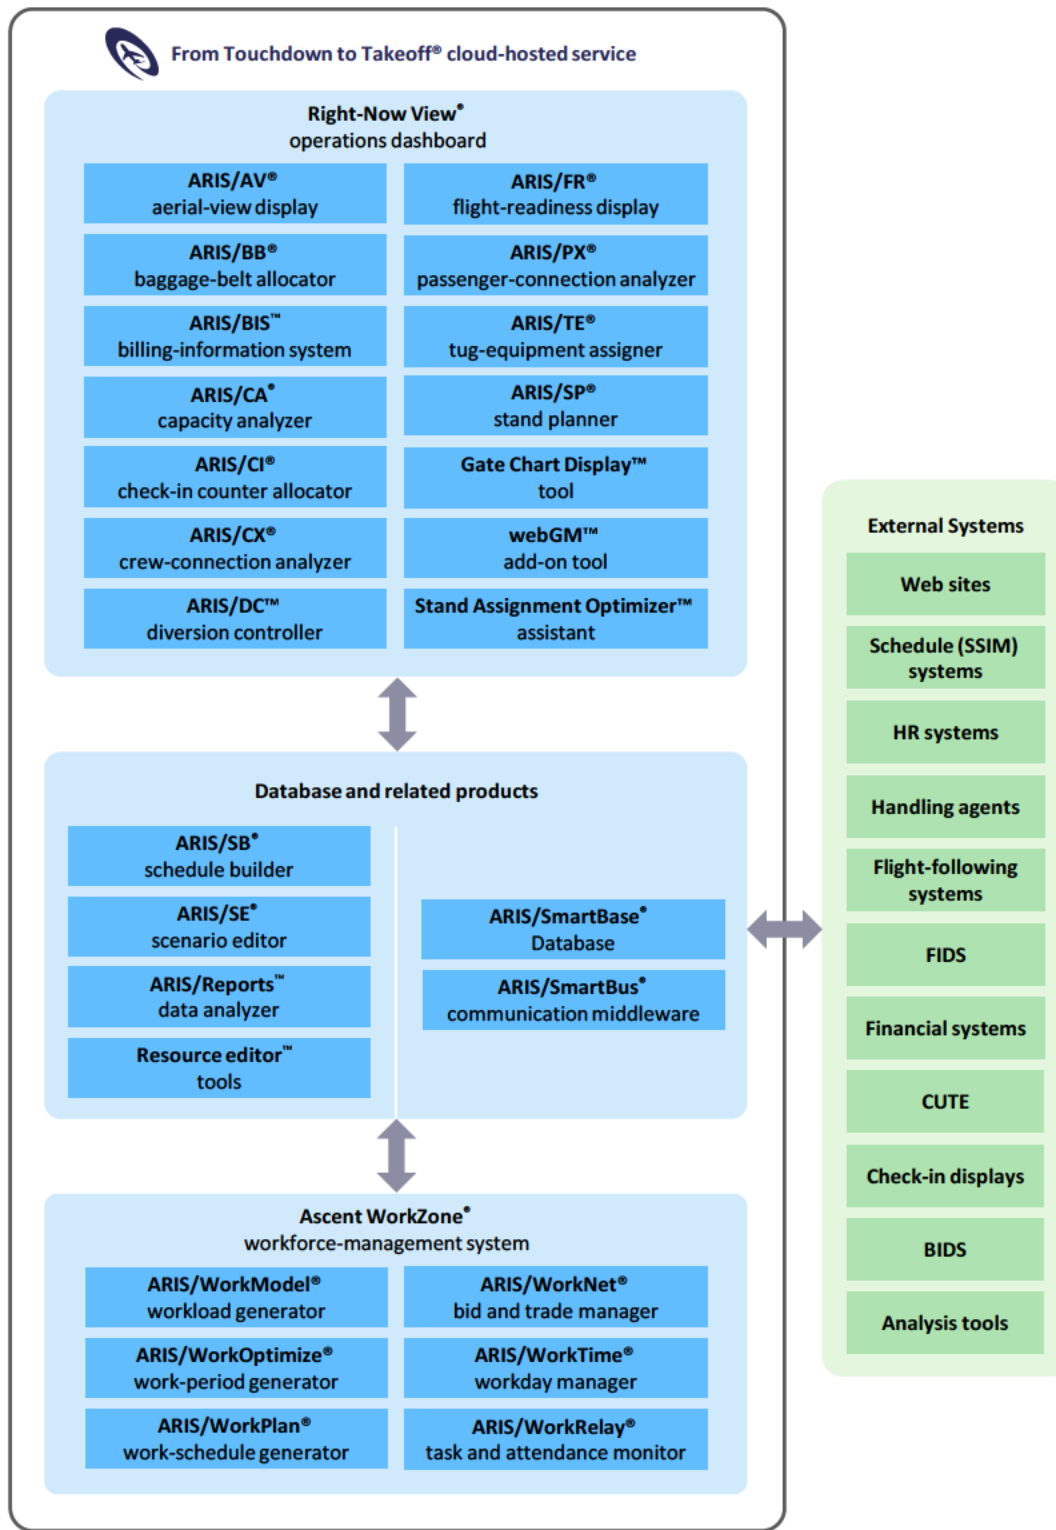 From Touchdown to Takeoff® cloud-hosted service
Right-Now View®
operations dashboard
ARIS/AV®
aerial-view display
ARIS/BB®
baggage-belt allocator
ARIS/BIS™
billing-information system
ARIS/CA®
capacity analyzer
ARIS/CI®
check-in counter allocator
ARIS/CX®
crew-connection analyzer
ARIS/DC™
diversion controller
ARIS/FR®
flight-readiness display
ARIS/PX®
passenger-connection analyzer
ARIS/TE®
tug-equipment assigner
ARIS/SP®
stand planner
Gate Chart Display™
tool
webGM™
add-on tool
Stand Assignment Optimizer™
assistant
Database and related products
ARIS/SB®
schedule builder
ARIS/SE®
scenario editor
ARIS/Reports™
data analyzer
Resource editor™
tools
ARIS/SmartBase®
Database
ARIS/SmartBus®
communication middleware
Ascent WorkZone®
workforce-management system
ARIS/WorkModel®
workload generator
ARIS/WorkOptimize®
work-period generator
ARIS/WorkPlan®
work-schedule generator
ARIS/WorkNet®
bid and trade manager
ARIS/WorkTime®
workday manager
ARIS/WorkRelay®
task and attendance monitor
External Systems
Web sites
Schedule (SSIM)
systems
HR systems
Handling agents
Flight-following
systems
FIDS
Financial systems
CUTE
Check-in displays
BIDS
Analysis tools